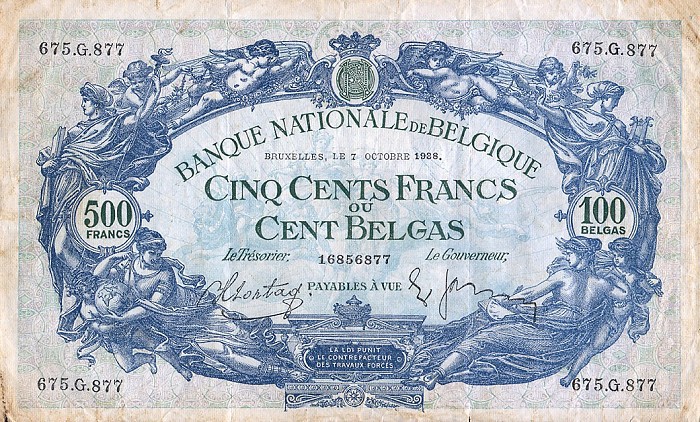 675.G.877 675.G.877
BANQUE NATIONALE DE BELGIQUE
BRUXELLES, LE 7 OCTOBRE 1938.
CINQ CENTS FRANCS
OU
CENT BELGAS
500 FRANCS
100 BELGAS
Le Trésorier, 16856877 Le Gouverneur,
PAYABLES À VUE
LA LOI PUNIT
LE CONTREFACTEUR
DES TRAVAUX FORCÉS
675.G.877 675.G.877